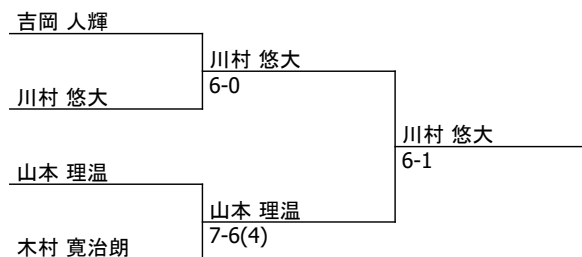 吉岡 人輝
川村 悠大
6-0
川村 悠大
川村 悠大
6-1
山本 理温
山本 理温
7-6(4)
木村 寛治朗